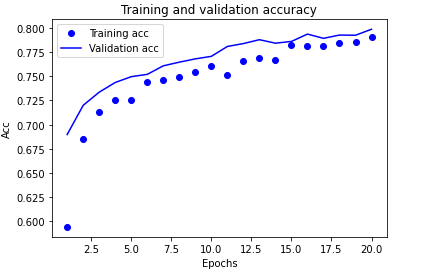 Training and validation accuracy
Training acc
Validation acc
0.800
0.775
0.750
0.725
0.700
0.675
0.650
0.625
0.600
Acc
2.5 5.0 7.5 10.0 12.5 15.0 17.5 20.0
Epochs